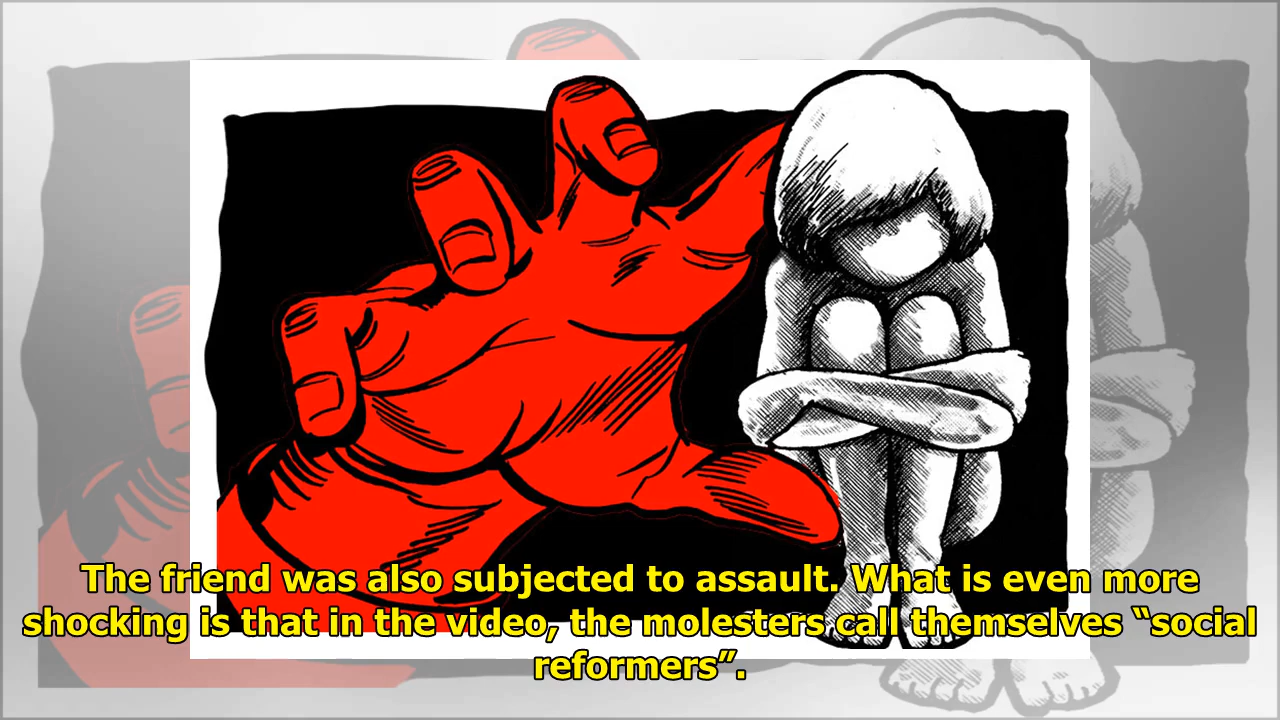 The friend was also subjected to assault. What is even more
shocking is that in the video, the molesters call themselves “social
reformers”.